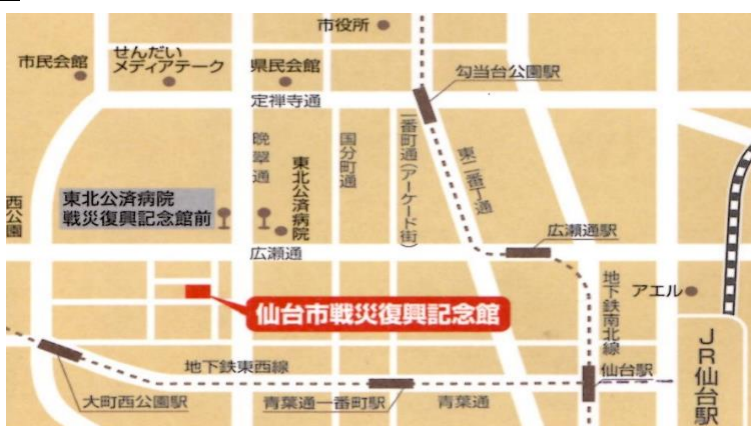 市役所
市民会館
せんだい
メディアテーク
県民会館
勾当台公園駅
定禅寺通
晩翠通
国分町通
一番町通(アーケード街)
東二番丁通
西公園
東北公済病院
戦災復興記念館前
東北公済病院
広瀬通駅
広瀬通
仙台市戦災復興記念館
地下鉄南北線
アエル
JR仙台駅
地下鉄東西線
仙台駅
大町西公園駅
青葉通一番町駅
青葉通